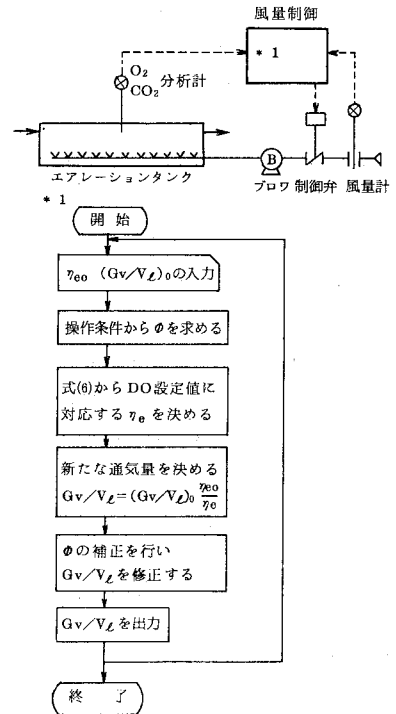 風量制御
* 1
O₂
CO₂ 分析計
B
エアレーションタンク
ブロワ 制御弁 風量計
* 1
開 始
ηeo (Gv/Vℓ)₀の入力
操作条件からΦを求める
式(6)からDO設定値に
対応するηeを決める
新たな通気量を決める
Gv/Vℓ=(Gv/Vℓ)₀ ηeo/ηe
Φの補正を行い
Gv/Vℓを修正する
Gv/Vℓを出力
終 了